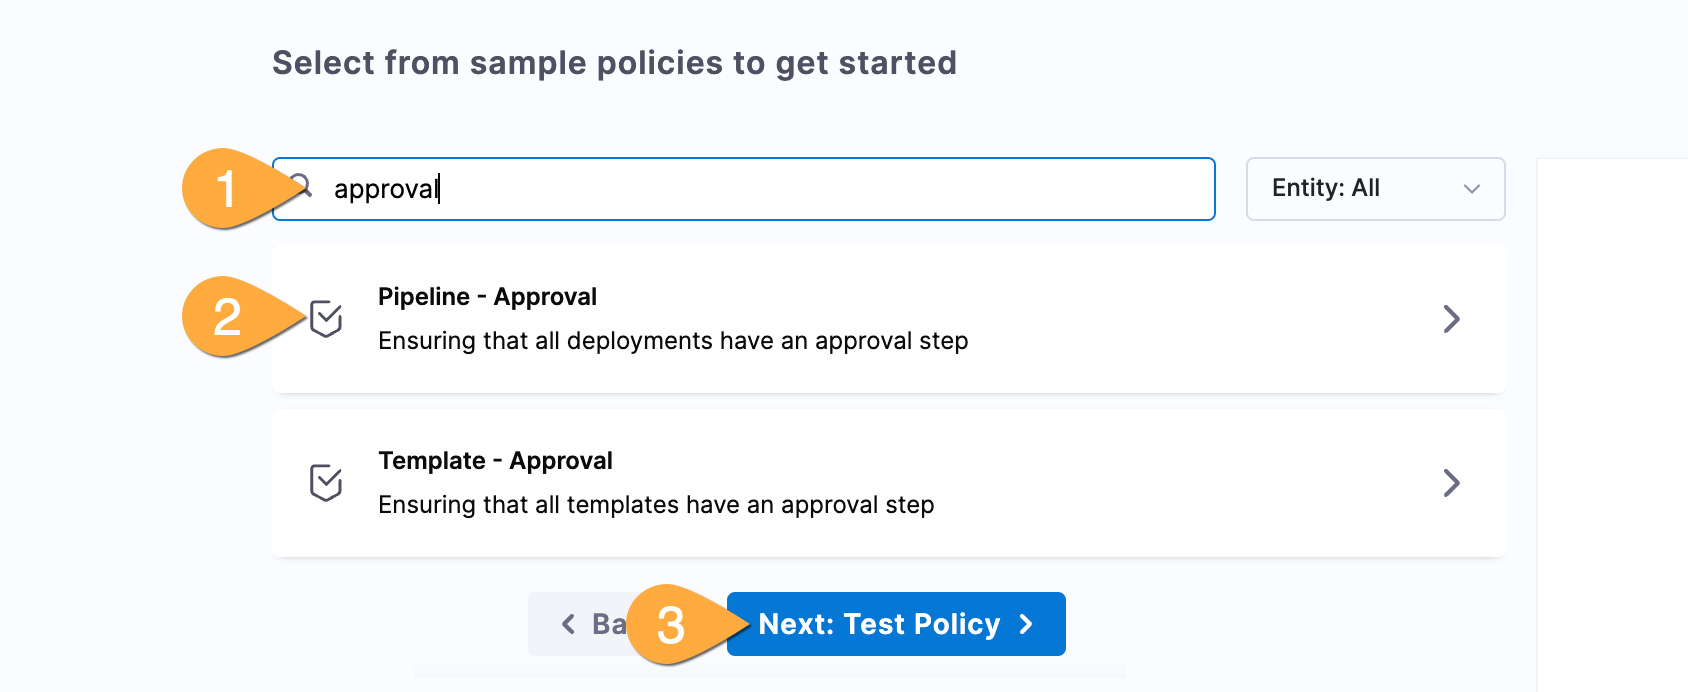 Select from sample policies to get started
1
approval
Entity: All
2
Pipeline - Approval
Ensuring that all deployments have an approval step
Template - Approval
Ensuring that all templates have an approval step
3
Next: Test Policy